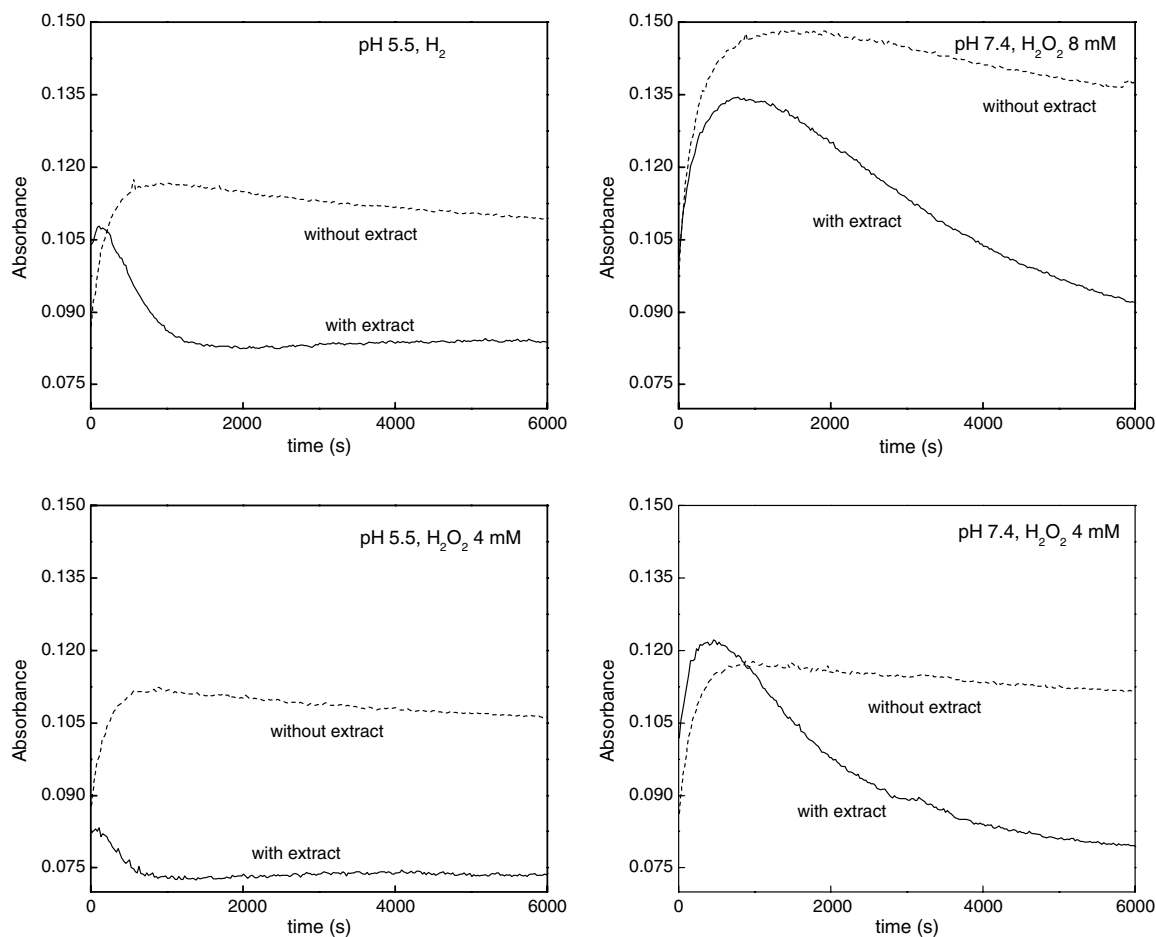 pH 5.5, H₂
without extract
with extract
Absorbance
0.150
0.135
0.120
0.105
0.090
0.075
0 2000 4000 6000
time (s)
pH 7.4, H₂O₂ 8 mM
without extract
with extract
Absorbance
0.150
0.135
0.120
0.105
0.090
0.075
0 2000 4000 6000
time (s)
pH 5.5, H₂O₂ 4 mM
without extract
with extract
Absorbance
0.150
0.135
0.120
0.105
0.090
0.075
0 2000 4000 6000
time (s)
pH 7.4, H₂O₂ 4 mM
without extract
with extract
Absorbance
0.150
0.135
0.120
0.105
0.090
0.075
0 2000 4000 6000
time (s)